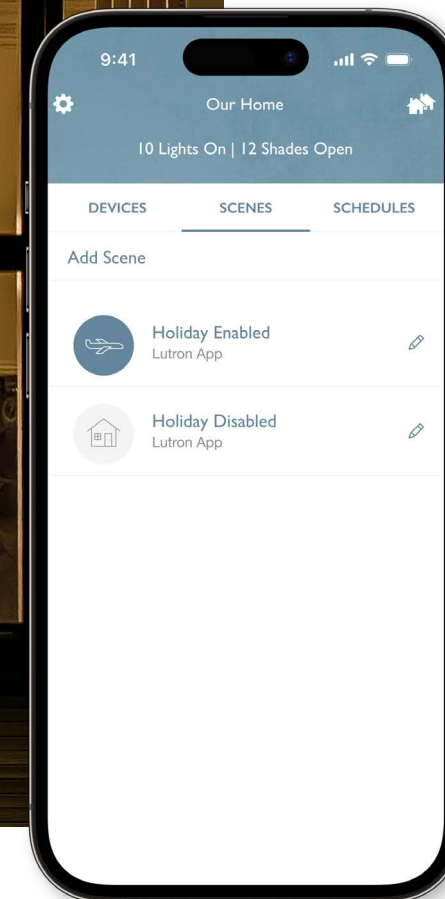 9:41
Our Home
10 Lights On | 12 Shades Open
DEVICES SCENES SCHEDULES
Add Scene
Holiday Enabled
Lutron App
Holiday Disabled
Lutron App